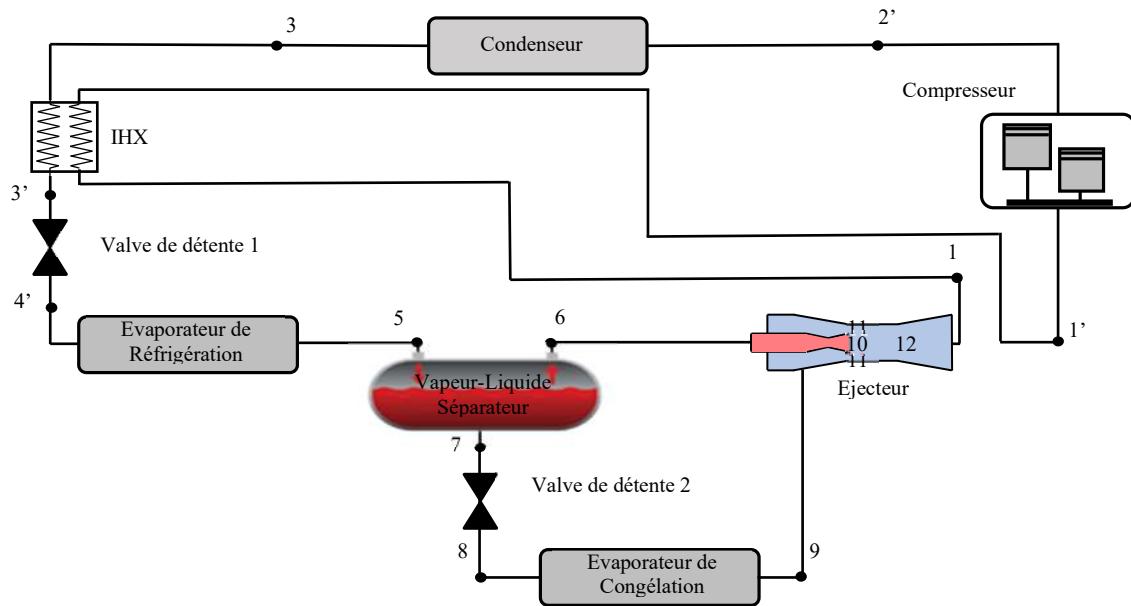 3
Condenseur
2’
Compresseur
IHX
3’
Valve de détente 1
1
4’
Evaporateur de
Réfrigération
5
6
11
10
12
11
1’
Ejecteur
Vapeur-Liquide
Séparateur
7
Valve de détente 2
8
Evaporateur de
Congélation
9